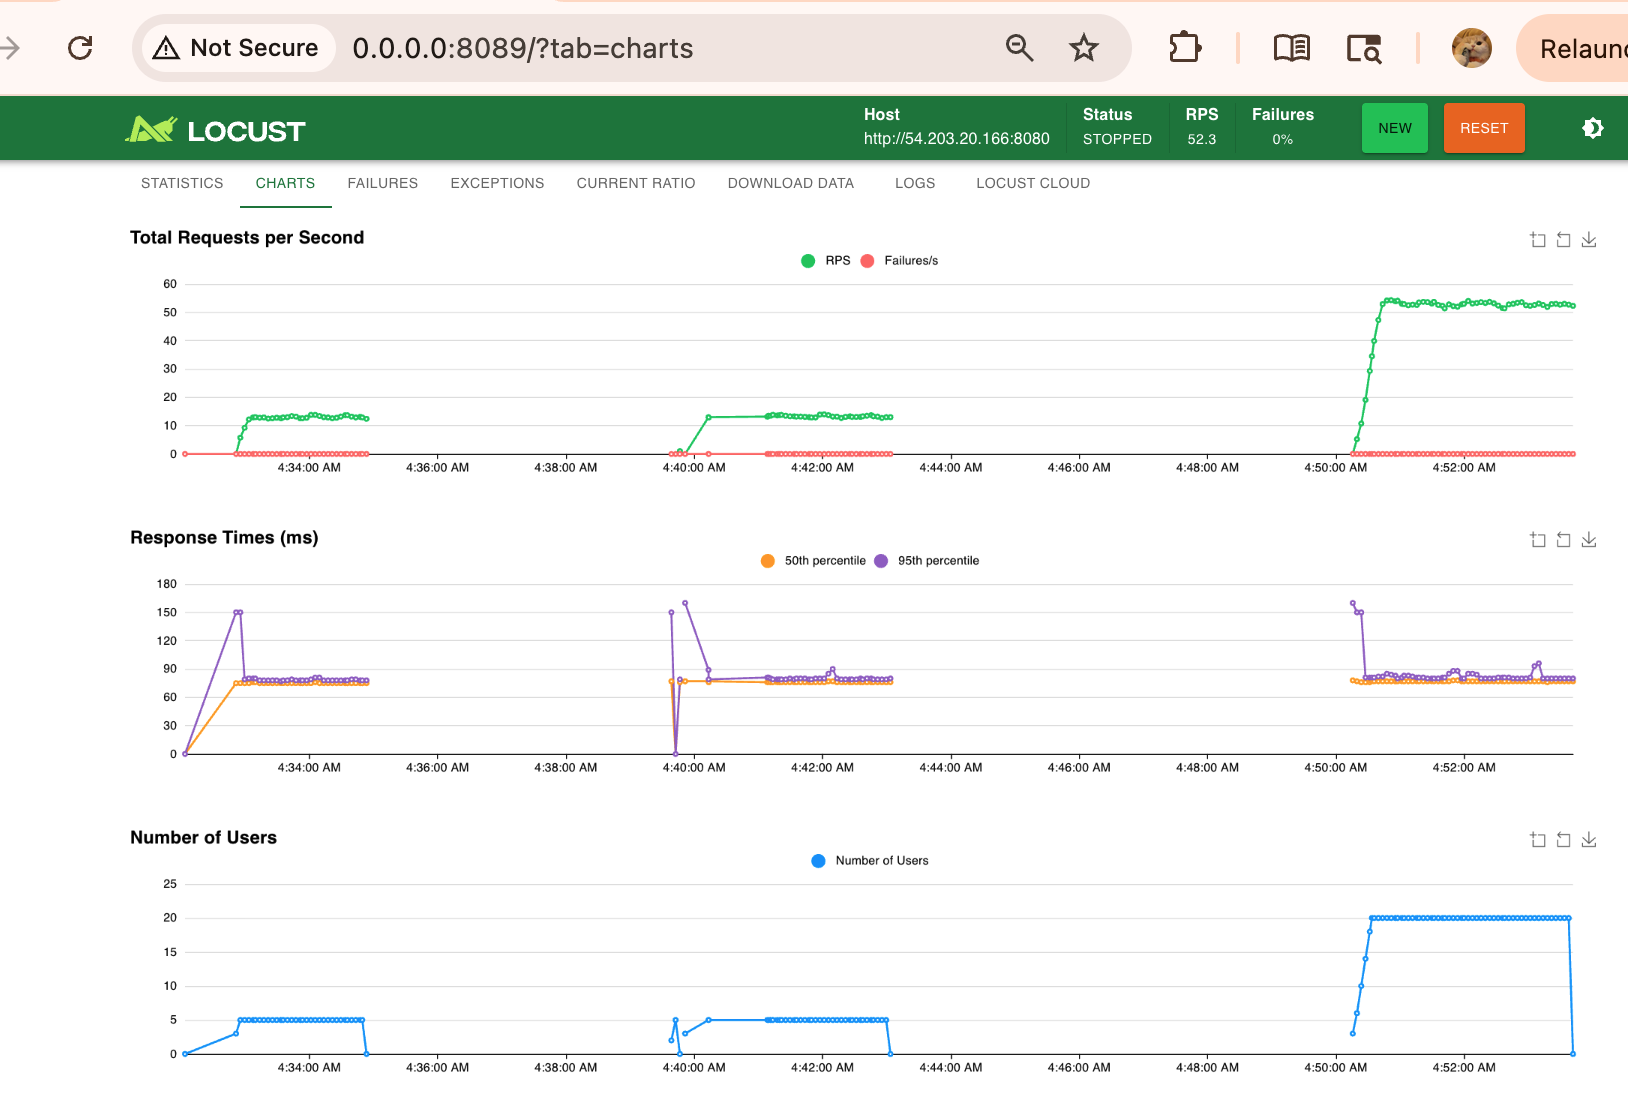 Not Secure 0.0.0.0:8089/?tab=charts
LOCUST
Host Status RPS Failures
http://54.203.20.166:8080 STOPPED 52.3 0%
NEW RESET
STATISTICS CHARTS FAILURES EXCEPTIONS CURRENT RATIO DOWNLOAD DATA LOGS LOCUST CLOUD
Total Requests per Second
RPS Failures/s
60
50
40
30
20
10
0
4:34:00 AM 4:36:00 AM 4:38:00 AM 4:40:00 AM 4:42:00 AM 4:44:00 AM 4:46:00 AM 4:48:00 AM 4:50:00 AM 4:52:00 AM
Response Times (ms)
50th percentile 95th percentile
180
150
120
90
60
30
0
4:34:00 AM 4:36:00 AM 4:38:00 AM 4:40:00 AM 4:42:00 AM 4:44:00 AM 4:46:00 AM 4:48:00 AM 4:50:00 AM 4:52:00 AM
Number of Users
Number of Users
25
20
15
10
5
0
4:34:00 AM 4:36:00 AM 4:38:00 AM 4:40:00 AM 4:42:00 AM 4:44:00 AM 4:46:00 AM 4:48:00 AM 4:50:00 AM 4:52:00 AM